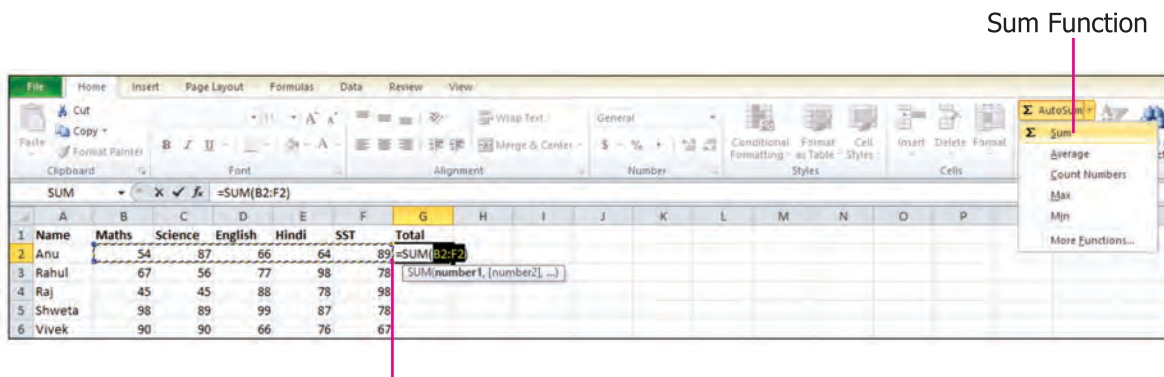 Sum Function
File Home Insert Page Layout Formulas Data Review View
Cut
Copy
Paste
Format Painter
Clipboard
11 A A
B I U A
Font
Wrap Text
Merge & Center
Alignment
General
$ % ,
Number
Conditional Formatting
Format as Table
Cell Styles
Styles
Insert Delete Format
Cells
Σ AutoSum
Σ Sum
Average
Count Numbers
Max
Min
More Functions...
SUM fx =SUM(B2:F2)
A B C D E F G H I J K L M N O P
1 Name Maths Science English Hindi SST Total
2 Anu 54 87 66 64 89 =SUM(B2:F2)
3 Rahul 67 56 77 98 78 SUM(number1, [number2], ...)
4 Raj 45 45 88 78 98
5 Shweta 98 89 99 87 78
6 Vivek 90 90 66 76 67